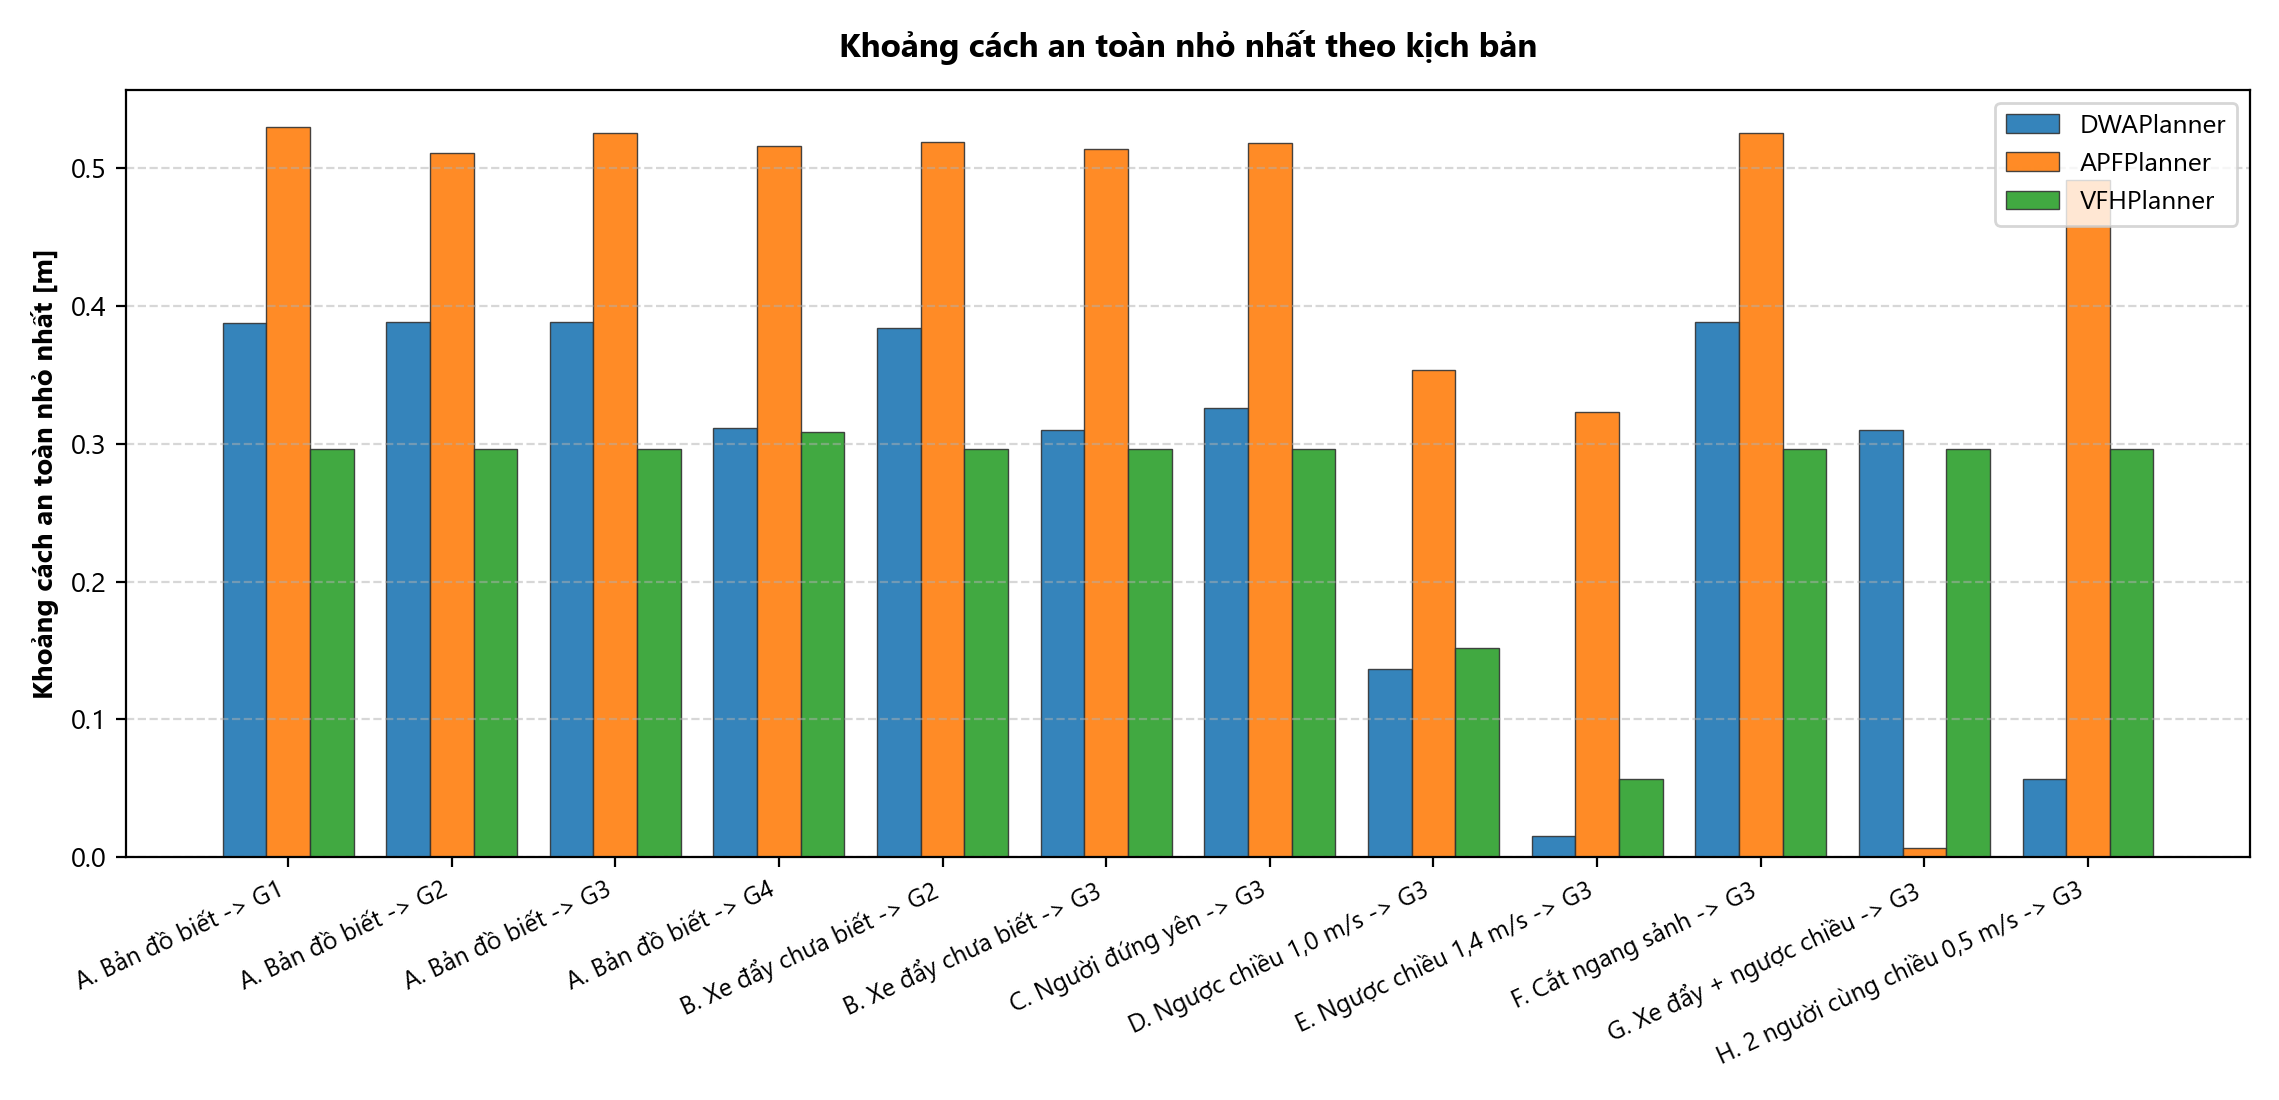 Khoảng cách an toàn nhỏ nhất theo kịch bản
DWAPlanner
APFPlanner
VFHPlanner
Khoảng cách an toàn nhỏ nhất [m]
0.5
0.4
0.3
0.2
0.1
0.0
A. Bản đồ biết -> G1
A. Bản đồ biết -> G2
A. Bản đồ biết -> G3
A. Bản đồ biết -> G4
B. Xe đẩy chưa biết -> G2
B. Xe đẩy chưa biết -> G3
C. Người đứng yên -> G3
D. Ngược chiều 1,0 m/s -> G3
E. Ngược chiều 1,4 m/s -> G3
F. Cắt ngang sảnh -> G3
G. Xe đẩy + ngược chiều -> G3
H. 2 người cùng chiều 0,5 m/s -> G3